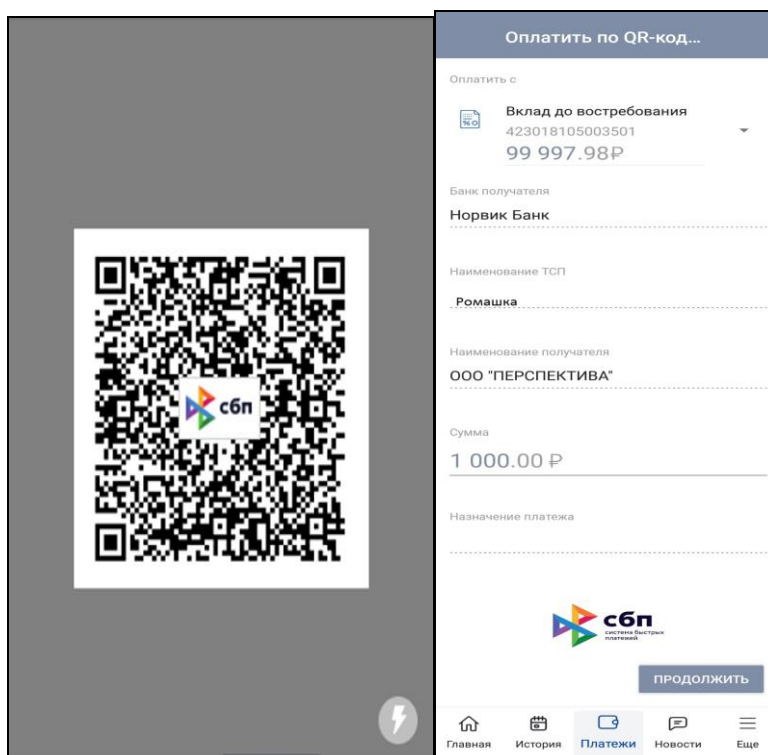 сбп
Оплатить по QR-код...
Оплатить с
Вклад до востребования
423018105003501
99 997.98₽
Банк получателя
Норвик Банк
Наименование ТСП
Ромашка
Наименование получателя
ООО "ПЕРСПЕКТИВА"
Сумма
1 000.00 ₽
Назначение платежа
сбп
система быстрых
платежей
ПРОДОЛЖИТЬ
Главная История Платежи Новости Еще